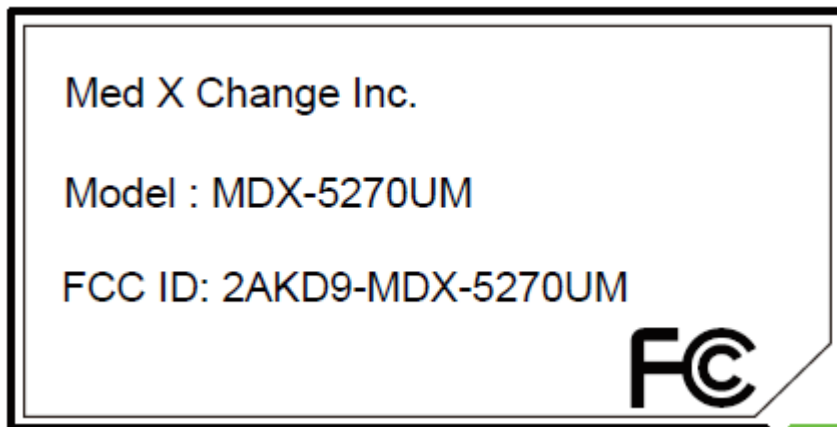 Med X Change Inc.
Model : MDX-5270UM
FCC ID: 2AKD9-MDX-5270UM
FC